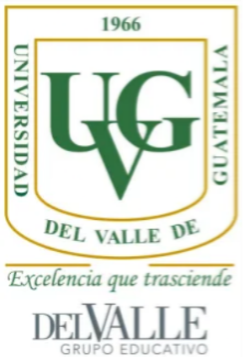 1966
UNIVERSIDAD
DEL VALLE DE
GUATEMALA
UVG
Excelencia que trasciende
DELVALLE
GRUPO EDUCATIVO